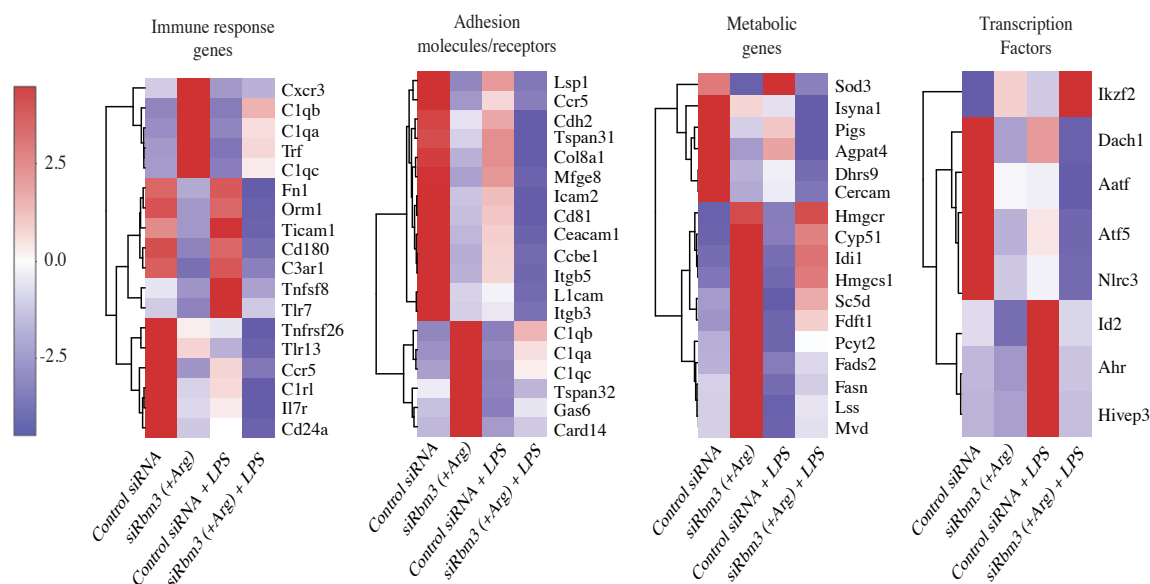 Immune response
genes
Adhesion
molecules/receptors
Metabolic
genes
Transcription
Factors
2.5
0.0
-2.5
Cxcr3
C1qb
C1qa
Trf
C1qc
Fn1
Orm1
Ticam1
Cd180
C3ar1
Tnfsf8
Tlr7
Tnfrsf26
Tlr13
Ccr5
C1rl
Il7r
Cd24a
Control siRNA
siRbm3 (+Arg)
Control siRNA + LPS
siRbm3 (+Arg) + LPS
Lsp1
Ccr5
Cdh2
Tspan31
Col8a1
Mfge8
Icam2
Cd81
Ceacam1
Ccbe1
Itgb5
L1cam
Itgb3
C1qb
C1qa
C1qc
Tspan32
Gas6
Card14
Control siRNA
siRbm3 (+Arg)
Control siRNA + LPS
siRbm3 (+Arg) + LPS
Sod3
Isyna1
Pigs
Agpat4
Dhrs9
Cercam
Hmgcr
Cyp51
Idi1
Hmgcs1
Sc5d
Fdft1
Pcyt2
Fads2
Fasn
Lss
Mvd
Control siRNA
siRbm3 (+Arg)
Control siRNA + LPS
siRbm3 (+Arg) + LPS
Ikzf2
Dach1
Aatf
Atf5
Nlrc3
Id2
Ahr
Hivep3
Control siRNA
siRbm3 (+Arg)
Control siRNA + LPS
siRbm3 (+Arg) + LPS